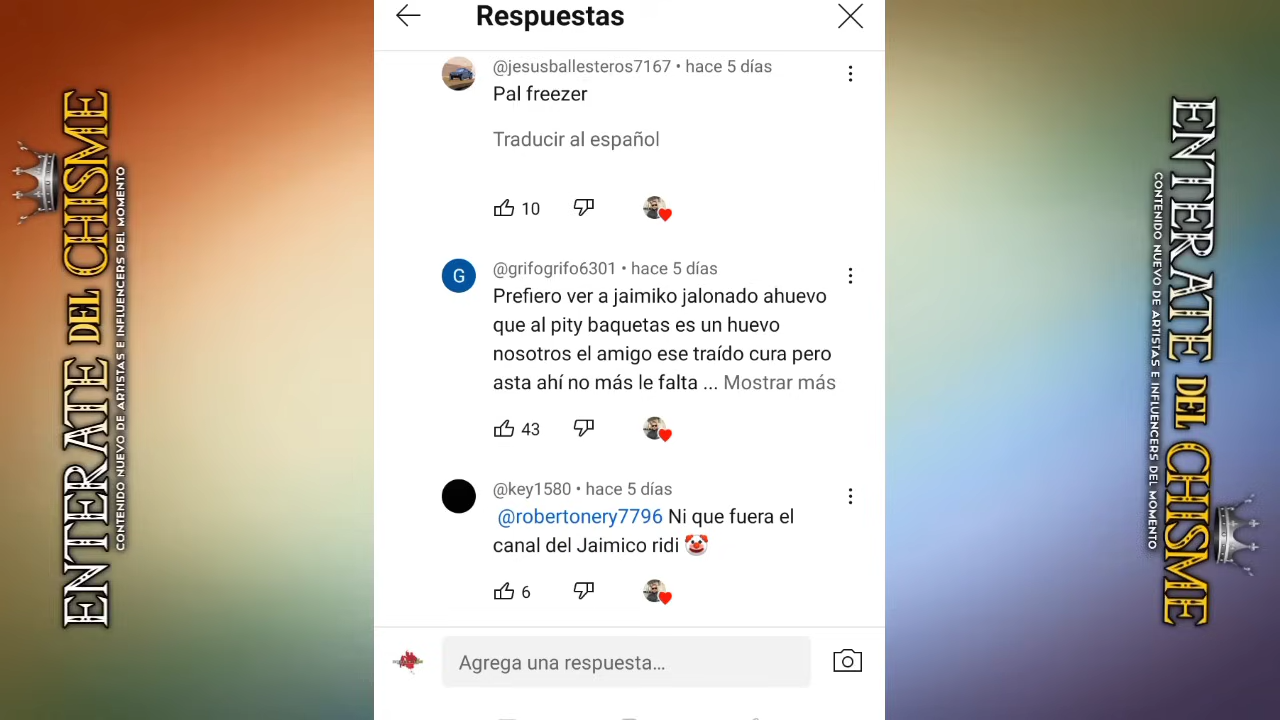 Respuestas
@jesusballesteros7167 • hace 5 días
Pal freezer
Traducir al español
10
G
@grifogrifo6301 • hace 5 días
Prefiero ver a jaimiko jalonado ahuevo
que al pity baquetas es un huevo
nosotros el amigo ese traído cura pero
asta ahí no más le falta ... Mostrar más
43
@key1580 • hace 5 días
@robertonery7796 Ni que fuera el
canal del Jaimico ridi 🤡
6
Agrega una respuesta...
ENTERATE DEL CHISME
CONTENIDO NUEVO DE ARTISTAS E INFLUENCERS DEL MOMENTO
ENTERATE DEL CHISME
CONTENIDO NUEVO DE ARTISTAS E INFLUENCERS DEL MOMENTO